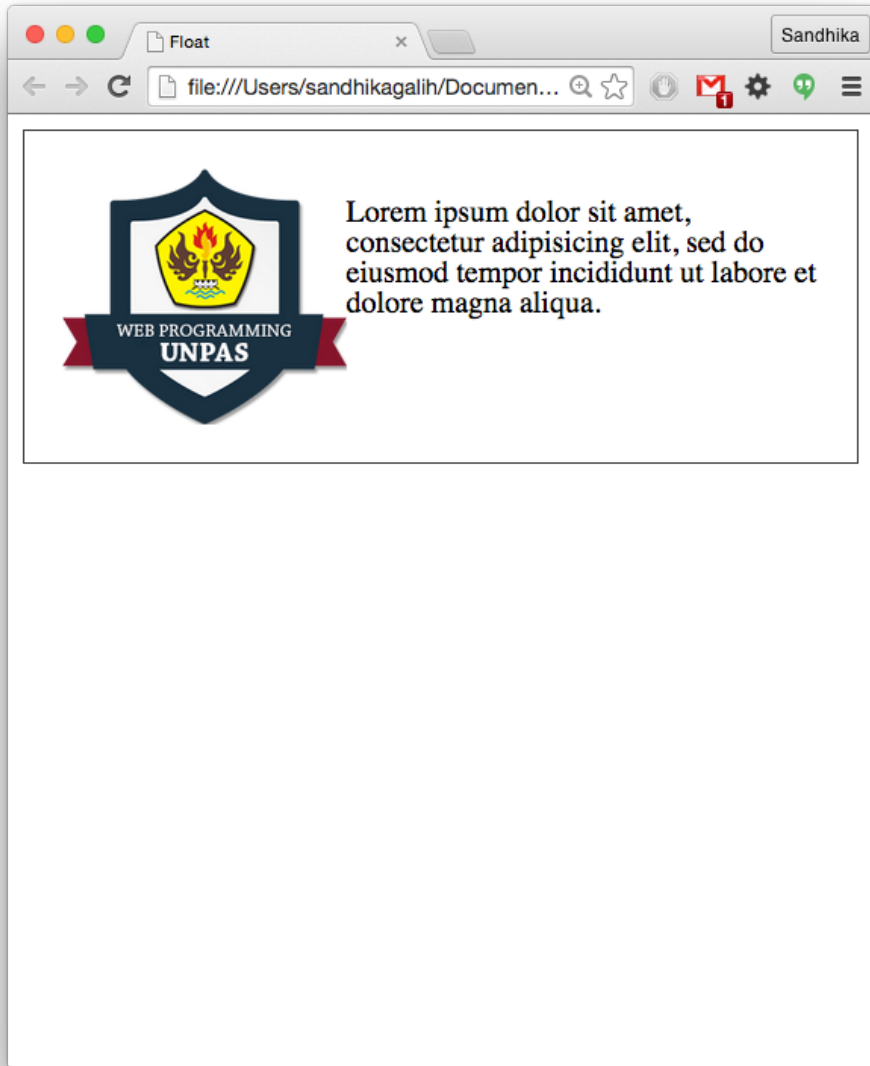 Float
Sandhika
file:///Users/sandhikagalih/Documen...
1
WEB PROGRAMMING
UNPAS
Lorem ipsum dolor sit amet,
consectetur adipisicing elit, sed do
eiusmod tempor incididunt ut labore et
dolore magna aliqua.